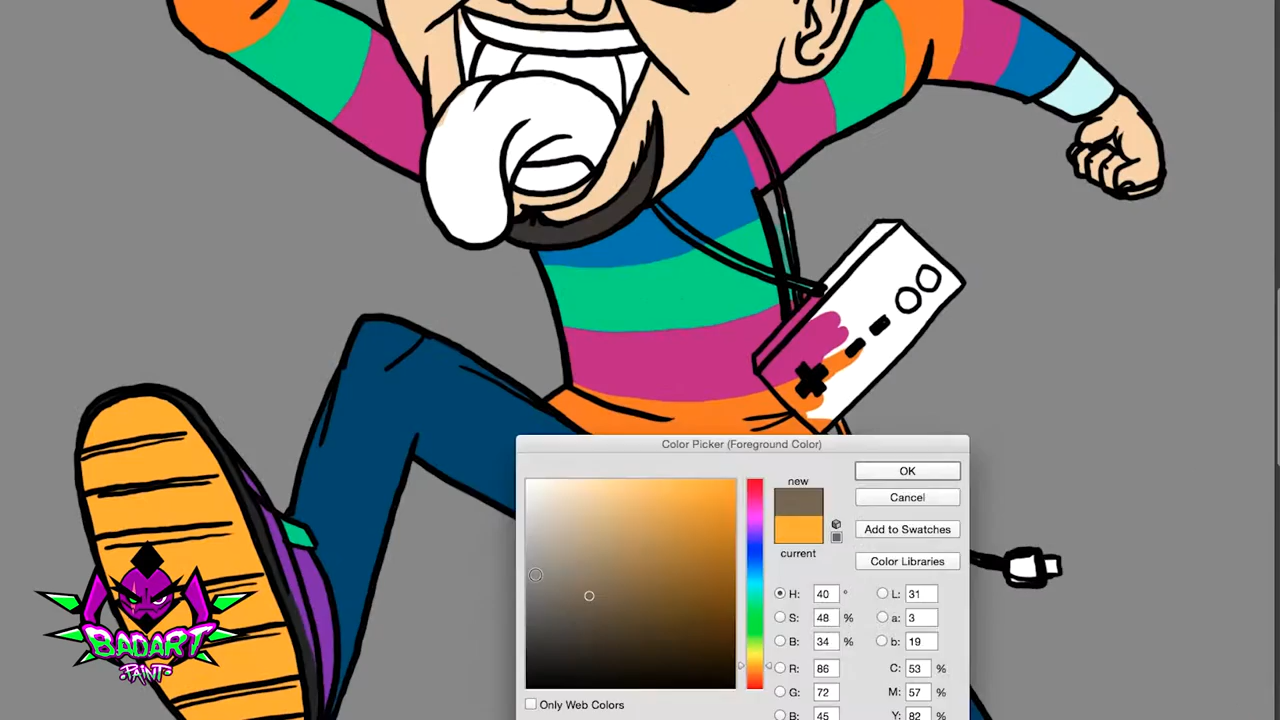 Color Picker (Foreground Color)
new
current
OK
Cancel
Add to Swatches
Color Libraries
H: 40 °
S: 48 %
B: 34 %
R: 86
G: 72
B: 45
L: 31
a: 3
b: 19
C: 53 %
M: 57 %
Y: 82 %
Only Web Colors
BADART
PAINT